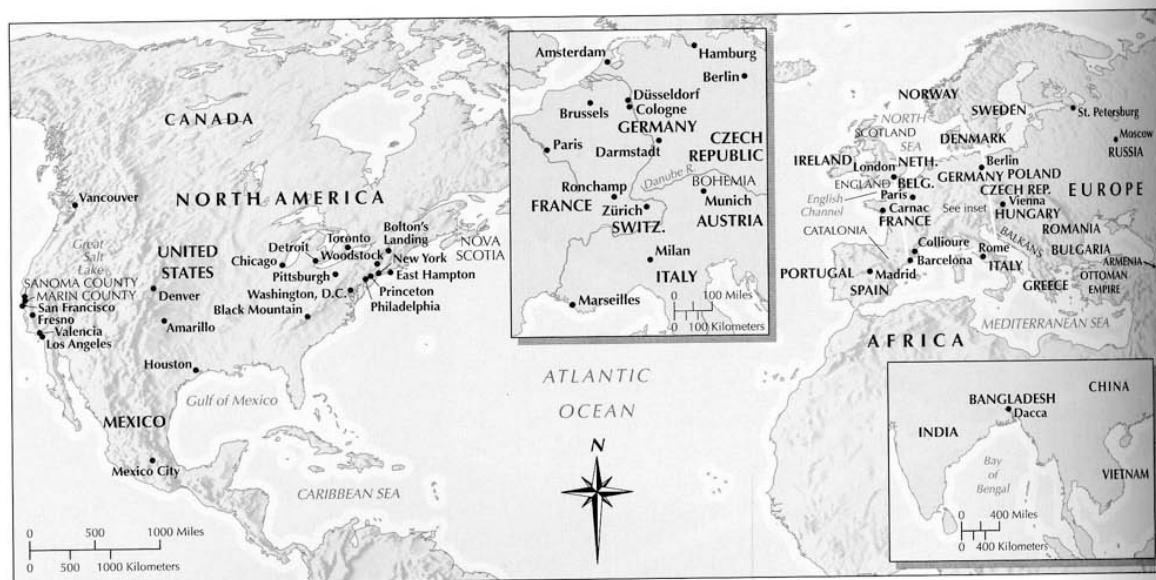 CANADA
NORTH AMERICA
Vancouver
Great
Salt
Lake
SANOMA COUNTY
MARIN COUNTY
San Francisco
Fresno
Valencia
Los Angeles
UNITED
STATES
Denver
Amarillo
Houston
Detroit
Chicago
Toronto
Woodstock
Pittsburgh
Washington, D.C.
Black Mountain
Bolton's
Landing
New York
East Hampton
Princeton
Philadelphia
NOVA
SCOTIA
Gulf of Mexico
MEXICO
Mexico City
CARIBBEAN SEA
0 500 1000 Miles
0 500 1000 Kilometers
ATLANTIC
OCEAN
N
Amsterdam
Hamburg
Berlin
Düsseldorf
Cologne
Brussels
GERMANY
Paris
Darmstadt
CZECH
REPUBLIC
Danube R.
BOHEMIA
Ronchamp
FRANCE
Munich
Zürich
SWITZ.
AUSTRIA
Milan
ITALY
Marseilles
0 100 Miles
0 100 Kilometers
NORWAY
SWEDEN
St. Petersburg
NORTH
SEA
SCOTLAND
DENMARK
Moscow
RUSSIA
IRELAND
London
NETH.
Berlin
ENGLAND
BELG.
GERMANY
POLAND
English
Channel
Paris
CZECH REP.
EUROPE
Vienna
Carnac
FRANCE
See inset
HUNGARY
ROMANIA
CATALONIA
BALKANS
Collioure
Rome
BULGARIA
ARMENIA
Barcelona
ITALY
PORTUGAL
Madrid
SPAIN
GREECE
OTTOMAN
EMPIRE
MEDITERRANEAN SEA
AFRICA
CHINA
BANGLADESH
Dacca
INDIA
Bay
of
Bengal
VIETNAM
0 400 Miles
0 400 Kilometers